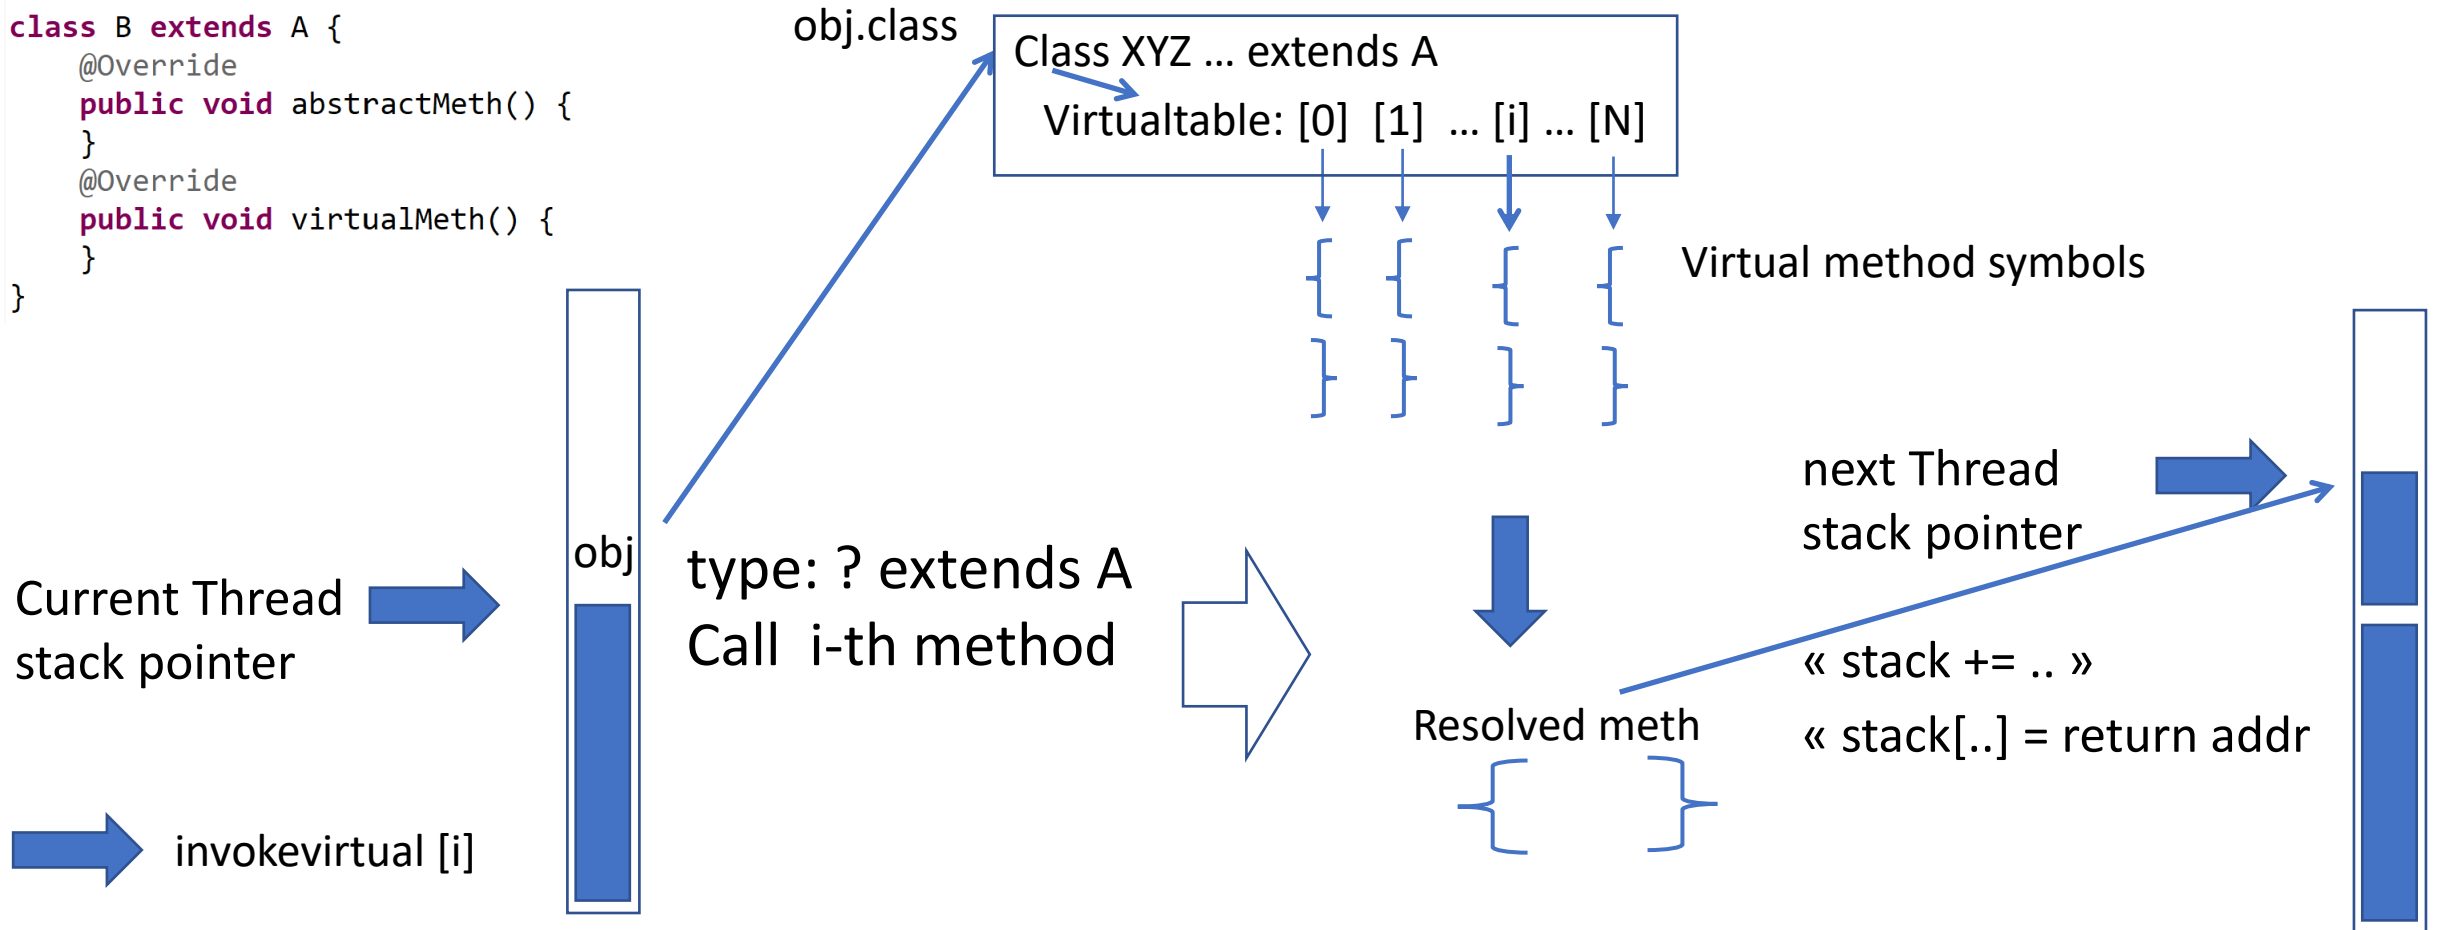 class B extends A {
@Override
public void abstractMeth() {
}
@Override
public void virtualMeth() {
}
}
obj.class
Class XYZ ... extends A
Virtualtable: [0] [1] ... [i] ... [N]
Virtual method symbols
obj
Current Thread
stack pointer
type: ? extends A
Call i-th method
invokevirtual [i]
Resolved meth
next Thread
stack pointer
« stack += .. »
« stack[..] = return addr